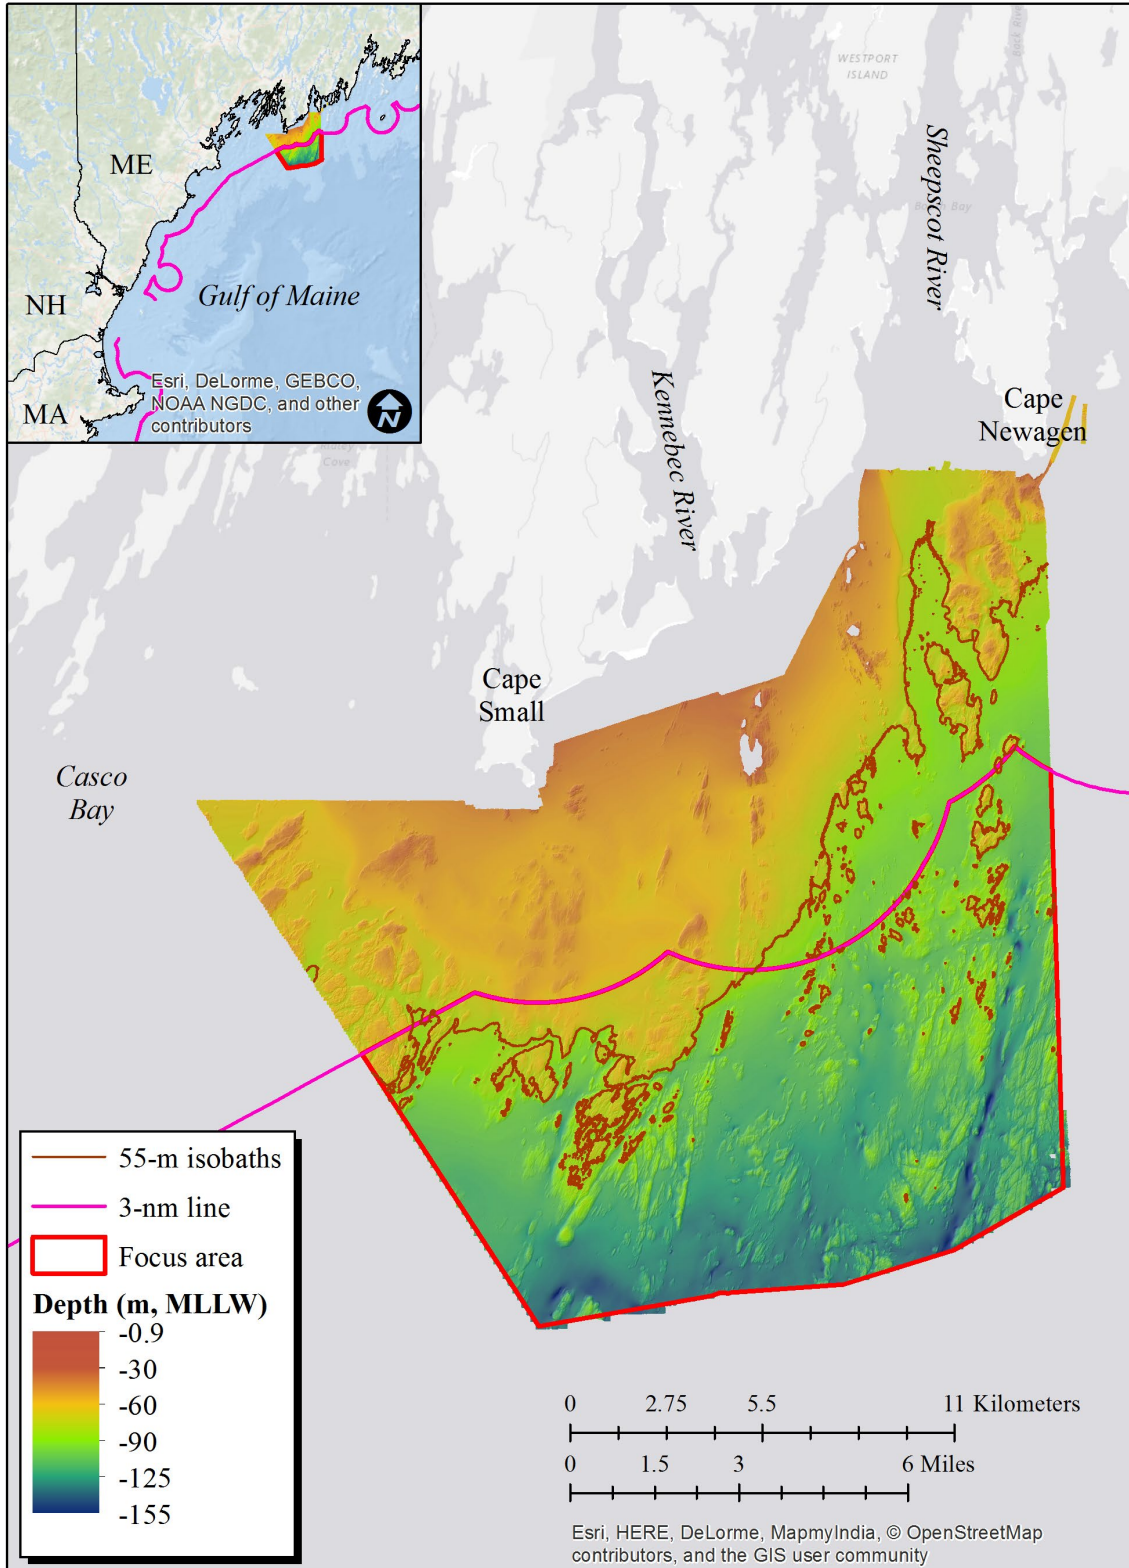 WESTPORT
ISLAND
Back River
Sheepscot River
ME
NH
MA
Gulf of Maine
Esri, DeLorme, GEBCO,
NOAA NGDC, and other
contributors
N
Cove
Kennebec River
Cape
Newagen
Cape
Small
Casco
Bay
55-m isobaths
3-nm line
Focus area
Depth (m, MLLW)
-0.9
-30
-60
-90
-125
-155
0 2.75 5.5 11 Kilometers
0 1.5 3 6 Miles
Esri, HERE, DeLorme, MapmyIndia, © OpenStreetMap
contributors, and the GIS user community